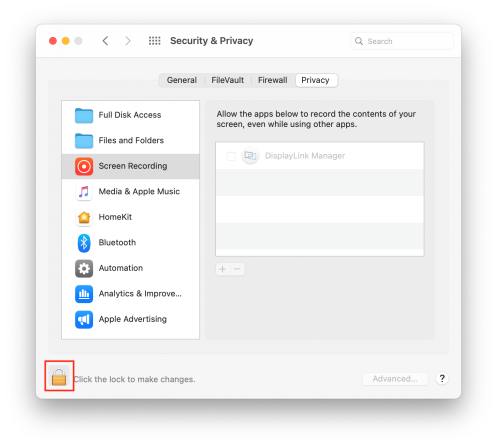 Security & Privacy
Search
General
FileVault
Firewall
Privacy
Full Disk Access
Files and Folders
Screen Recording
Media & Apple Music
HomeKit
Bluetooth
Automation
Analytics & Improve...
Apple Advertising
Allow the apps below to record the contents of your
screen, even while using other apps.
DisplayLink Manager
+ −
Click the lock to make changes.
Advanced...
?